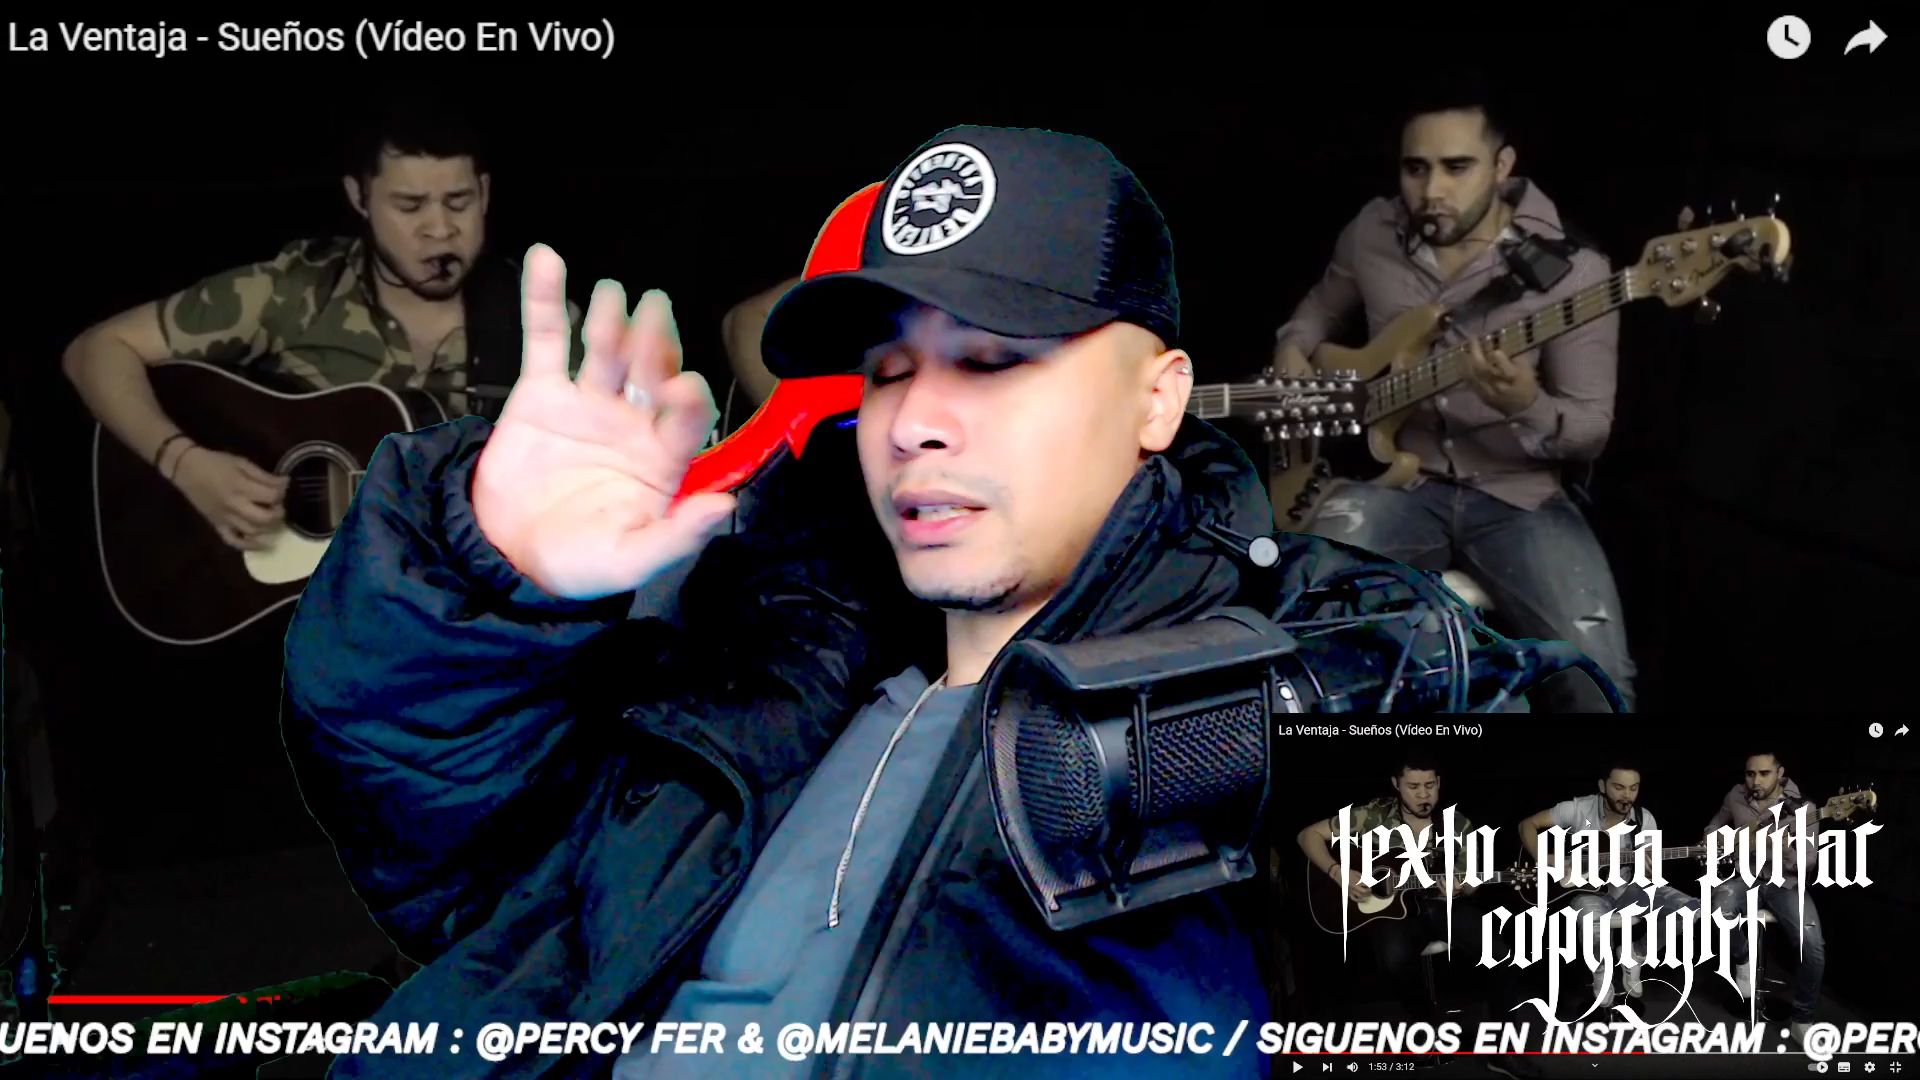 La Ventaja - Sueños (Vídeo En Vivo)
La Ventaja - Sueños (Vídeo En Vivo)
texto para evitar
copyright
UENOS EN INSTAGRAM : @PERCY FER & @MELANIEBABYMUSIC / SIGUENOS EN INSTAGRAM : @PER
1:53 / 3:12